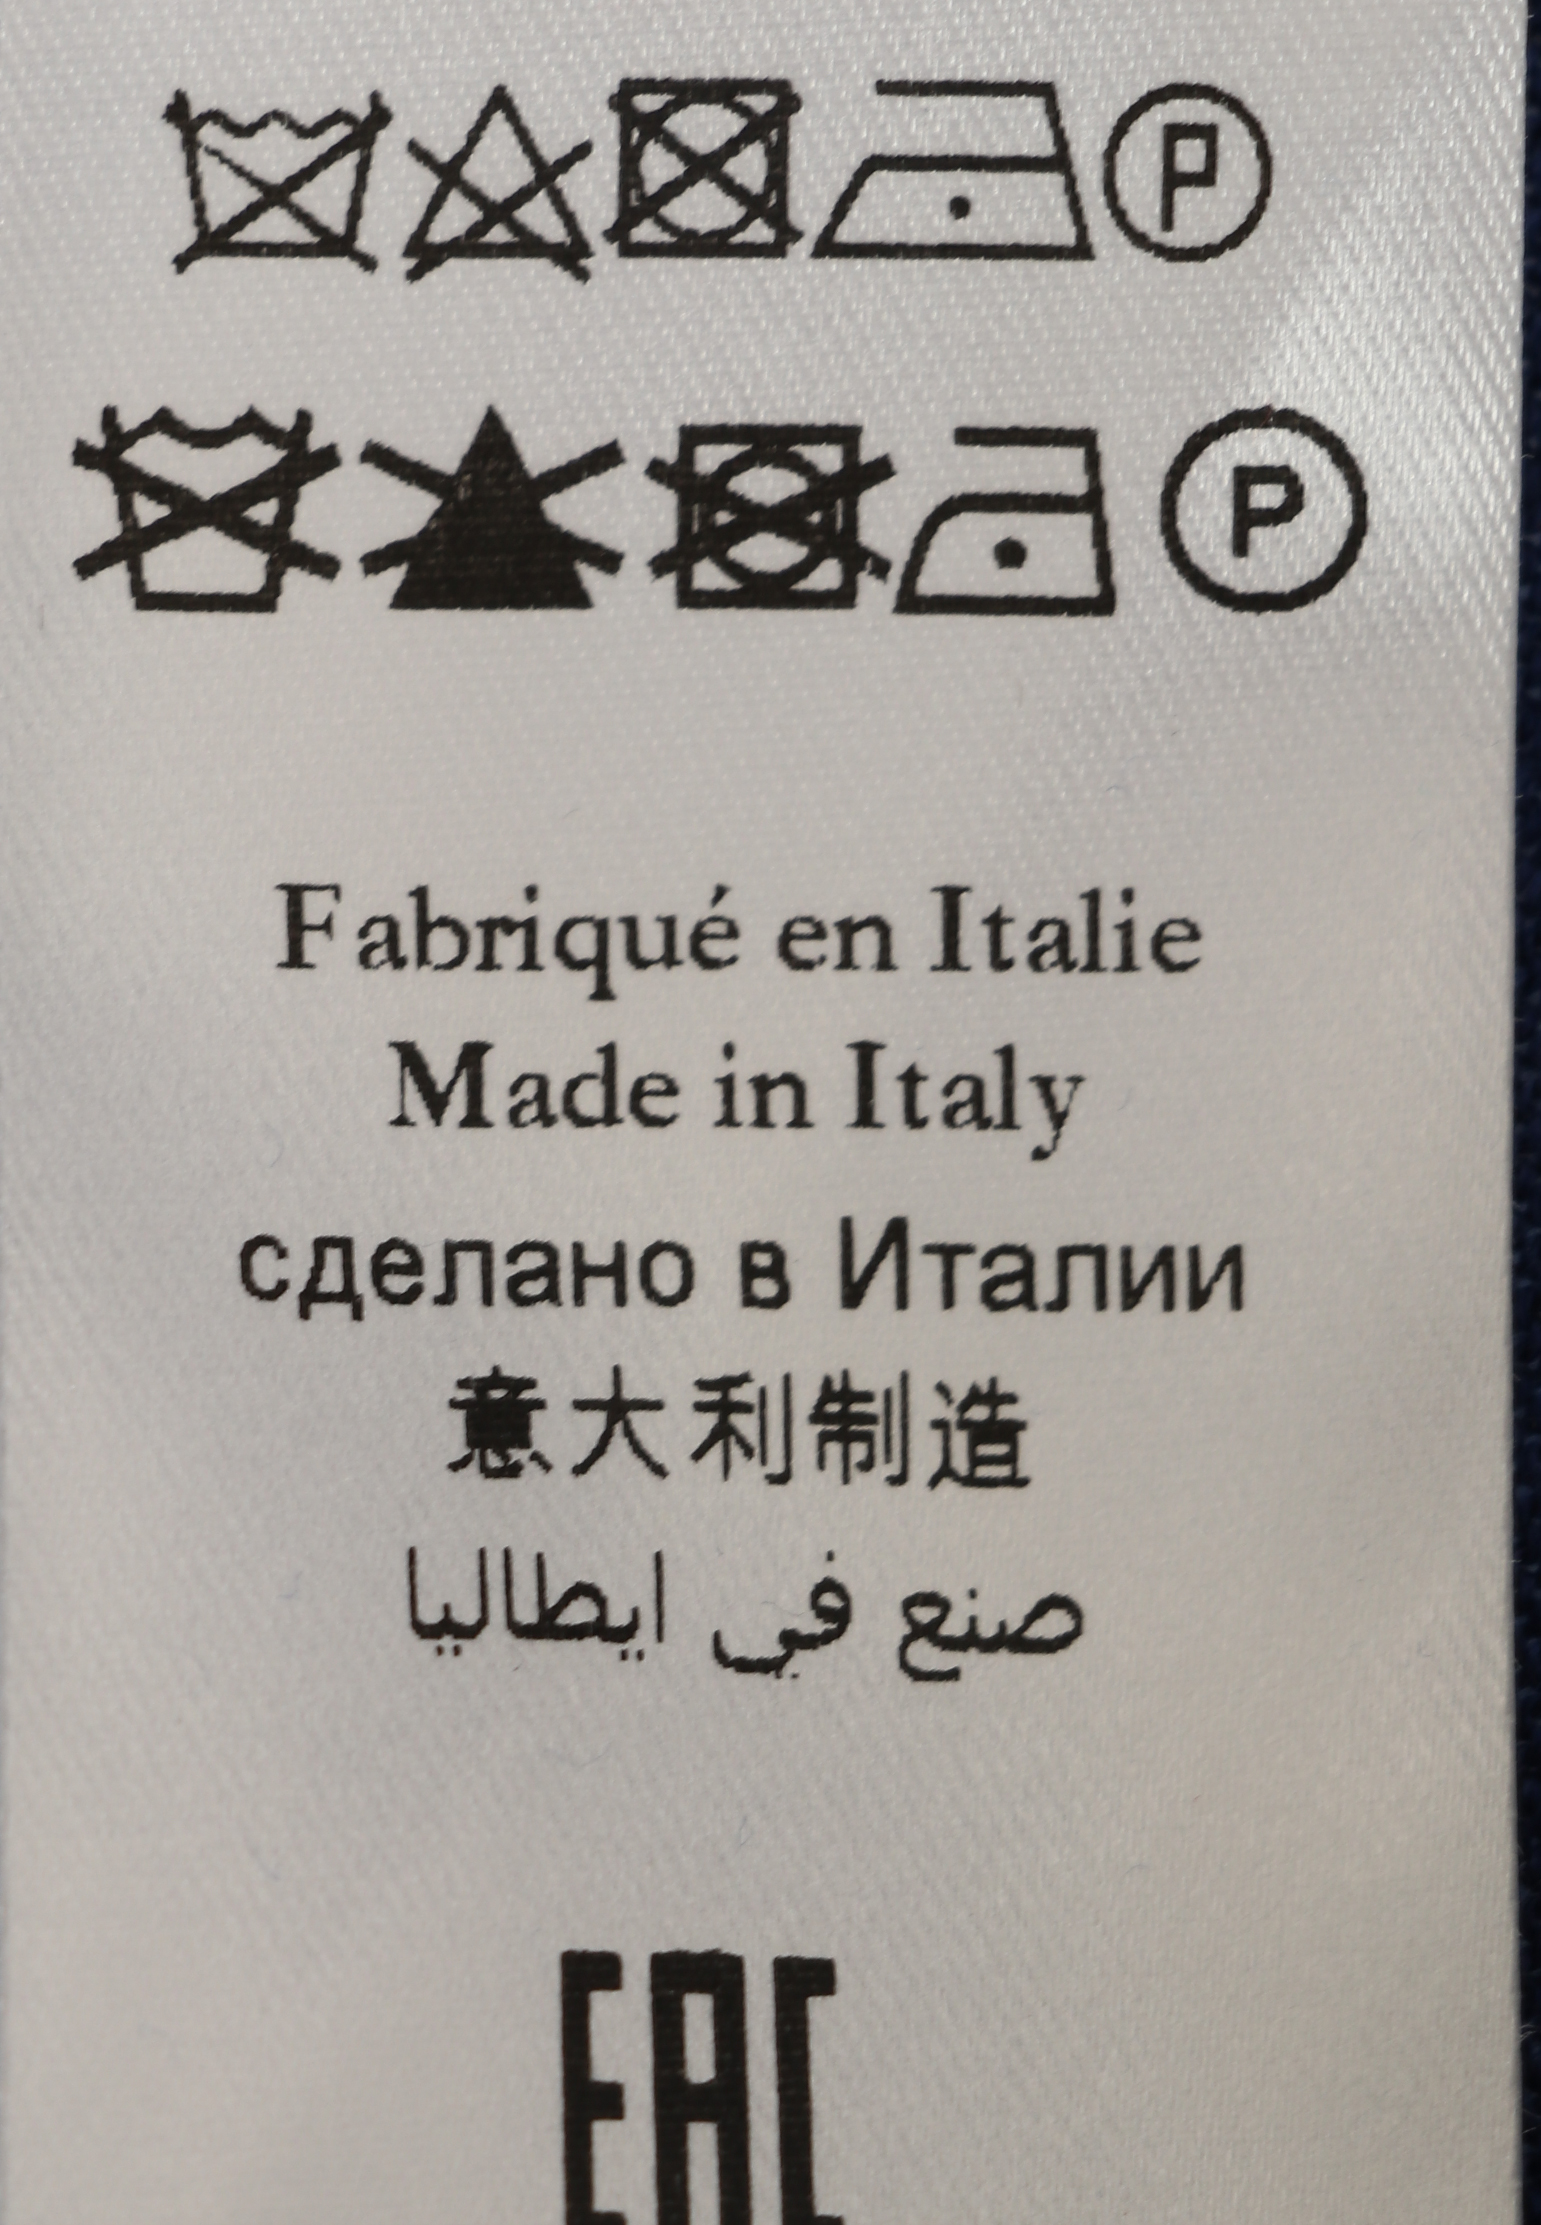 P
P
Fabriqué en Italie
Made in Italy
сделано в Италии
意大利制造
صنع في ايطاليا
EAC